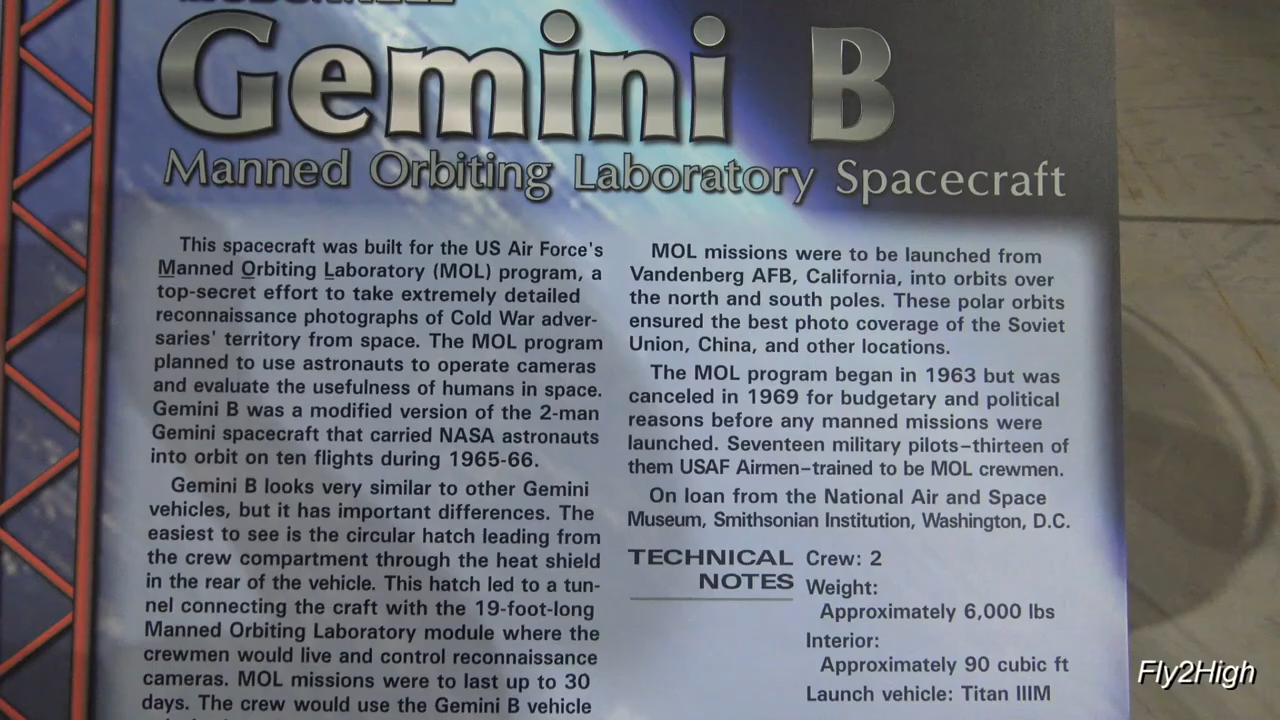 Gemini B
Manned Orbiting Laboratory Spacecraft
This spacecraft was built for the US Air Force's
Manned Orbiting Laboratory (MOL) program, a
top-secret effort to take extremely detailed
reconnaissance photographs of Cold War adver-
saries' territory from space. The MOL program
planned to use astronauts to operate cameras
and evaluate the usefulness of humans in space.
Gemini B was a modified version of the 2-man
Gemini spacecraft that carried NASA astronauts
into orbit on ten flights during 1965-66.
Gemini B looks very similar to other Gemini
vehicles, but it has important differences. The
easiest to see is the circular hatch leading from
the crew compartment through the heat shield
in the rear of the vehicle. This hatch led to a tun-
nel connecting the craft with the 19-foot-long
Manned Orbiting Laboratory module where the
crewmen would live and control reconnaissance
cameras. MOL missions were to last up to 30
days. The crew would use the Gemini B vehicle
MOL missions were to be launched from
Vandenberg AFB, California, into orbits over
the north and south poles. These polar orbits
ensured the best photo coverage of the Soviet
Union, China, and other locations.
The MOL program began in 1963 but was
canceled in 1969 for budgetary and political
reasons before any manned missions were
launched. Seventeen military pilots–thirteen of
them USAF Airmen–trained to be MOL crewmen.
On loan from the National Air and Space
Museum, Smithsonian Institution, Washington, D.C.
TECHNICAL
NOTES
Crew: 2
Weight:
Approximately 6,000 lbs
Interior:
Approximately 90 cubic ft
Launch vehicle: Titan IIIM
Fly2High